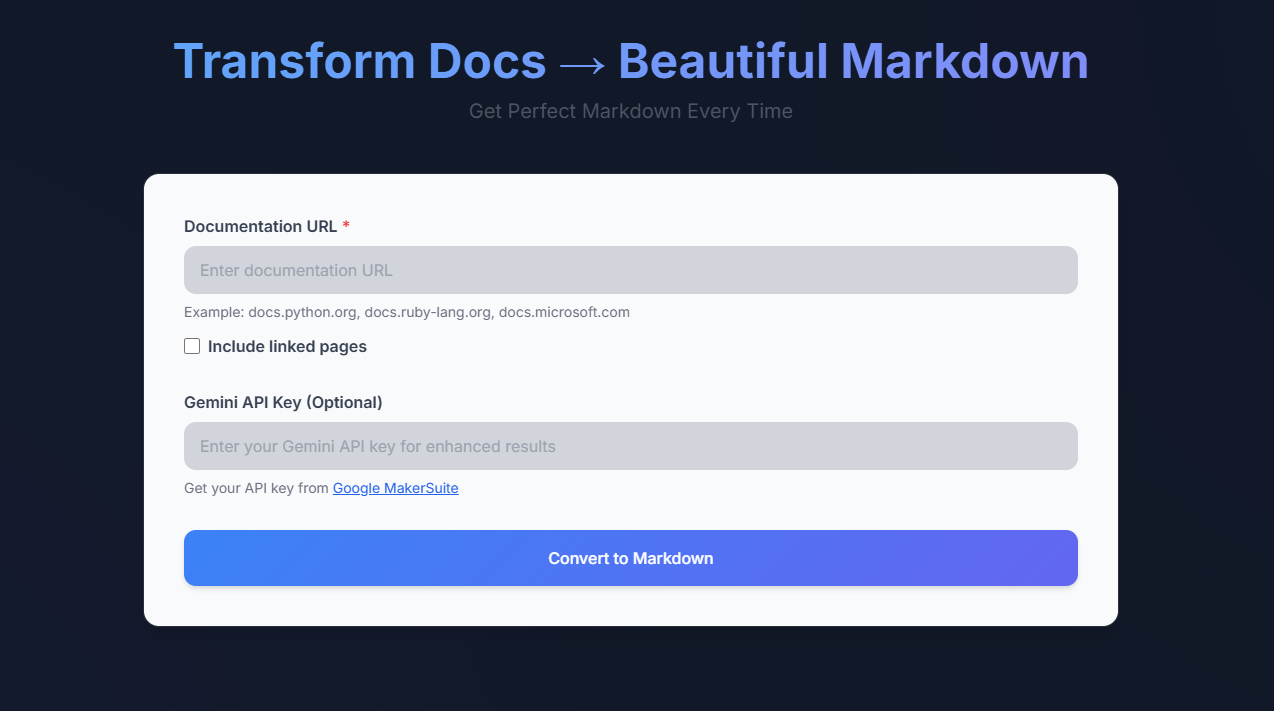 Transform Docs → Beautiful Markdown
Get Perfect Markdown Every Time
Documentation URL *
Enter documentation URL
Example: docs.python.org, docs.ruby-lang.org, docs.microsoft.com
Include linked pages
Gemini API Key (Optional)
Enter your Gemini API key for enhanced results
Get your API key from Google MakerSuite
Convert to Markdown